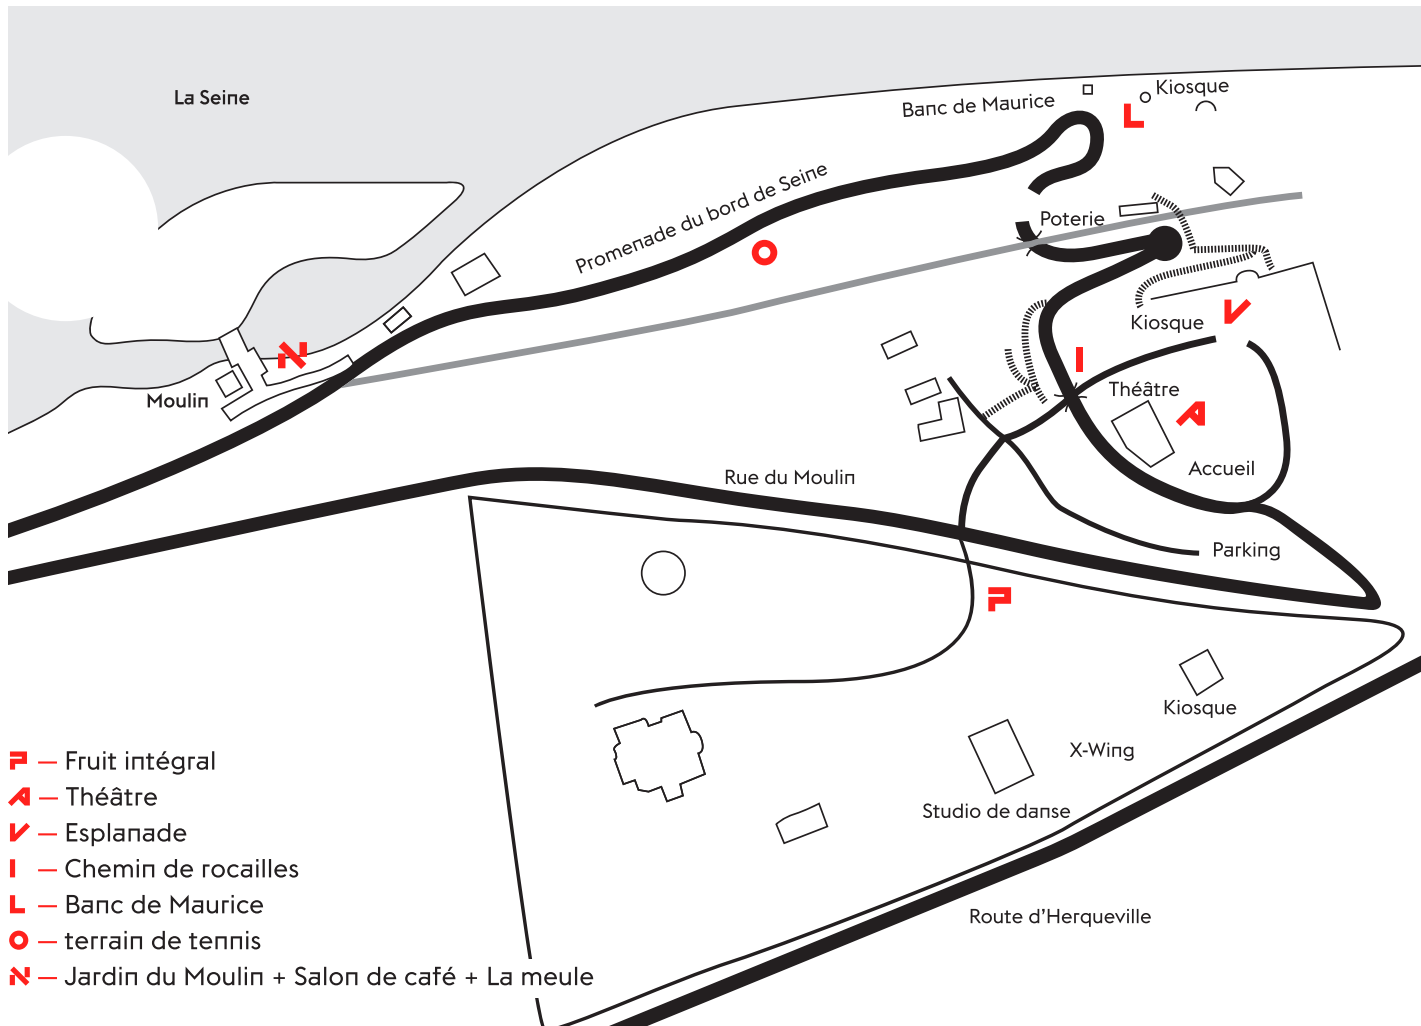 La Seine
Kiosque
Banc de Maurice
L
Promenade du bord de Seine
Poterie
O
V
Kiosque
N
I
Moulin
Théâtre
A
Accueil
Rue du Moulin
Parking
P
Kiosque
X-Wing
Studio de danse
Route d’Herqueville
P — Fruit intégral
A — Théâtre
V — Esplanade
I — Chemin de rocailles
L — Banc de Maurice
O — terrain de tennis
N — Jardin du Moulin + Salon de café + La meule